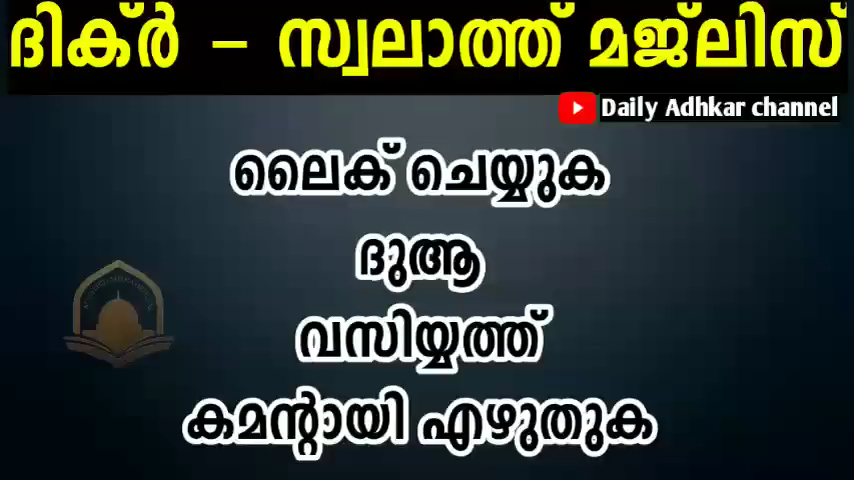 ദിക്ർ - സ്വലാത്ത് മജ്ലിസ്
Daily Adhkar channel
ലൈക് ചെയ്യുക
ദുആ
വസിയ്യത്ത്
കമന്റായി എഴുതുക